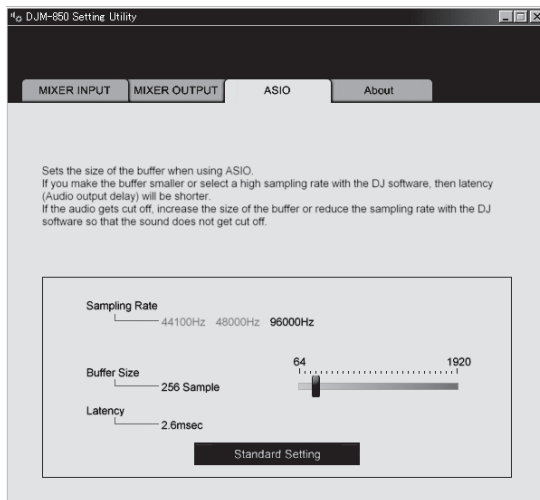 DJM-850 Setting Utility
MIXER INPUT MIXER OUTPUT ASIO About
Sets the size of the buffer when using ASIO.
If you make the buffer smaller or select a high sampling rate with the DJ software, then latency
(Audio output delay) will be shorter.
If the audio gets cut off, increase the size of the buffer or reduce the sampling rate with the DJ
software so that the sound does not get cut off.
Sampling Rate
44100Hz 48000Hz 96000Hz
64 1920
Buffer Size
256 Sample
Latency
2.6msec
Standard Setting